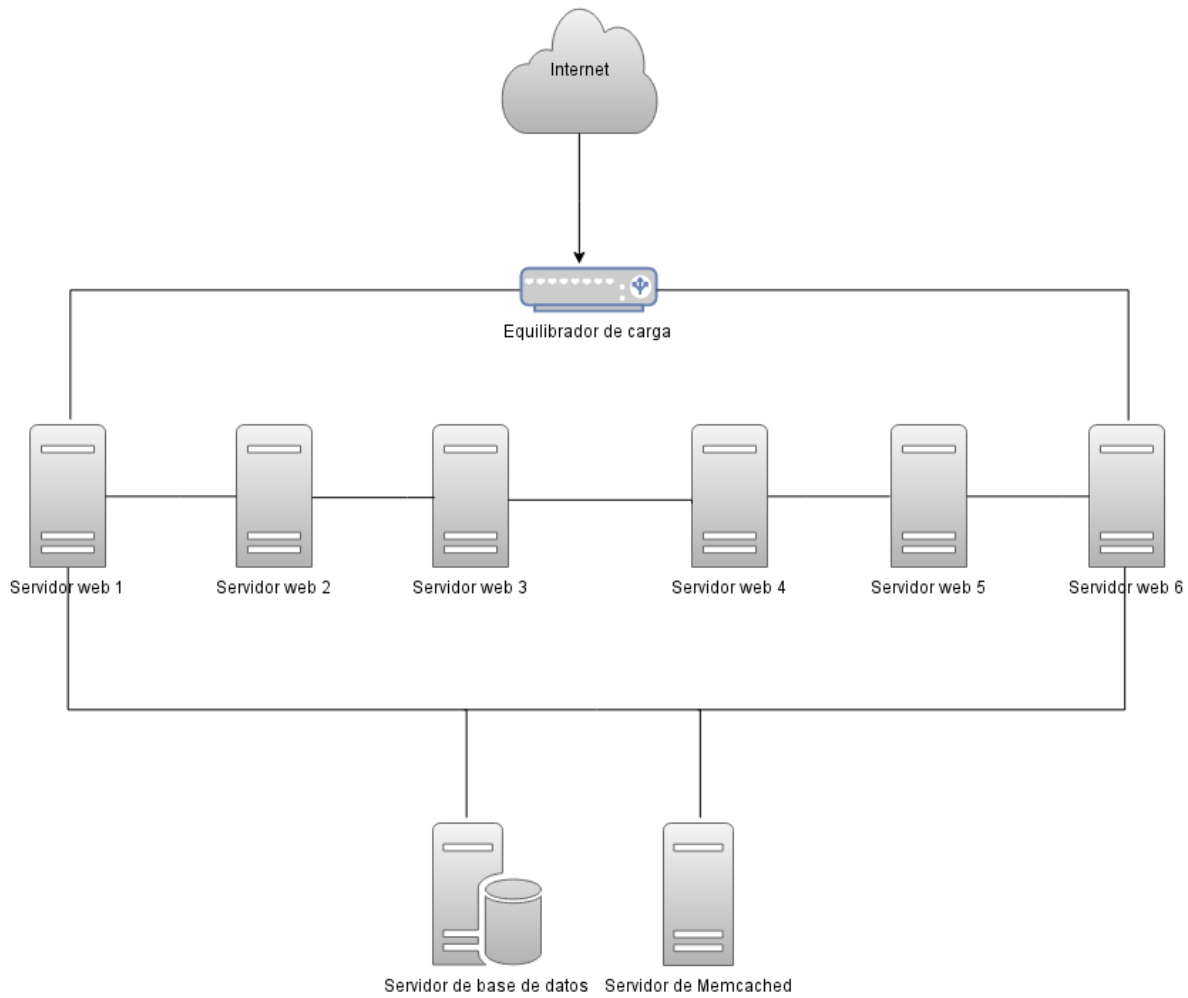 Internet
Equilibrador de carga
Servidor web 1
Servidor web 2
Servidor web 3
Servidor web 4
Servidor web 5
Servidor web 6
Servidor de base de datos
Servidor de Memcached